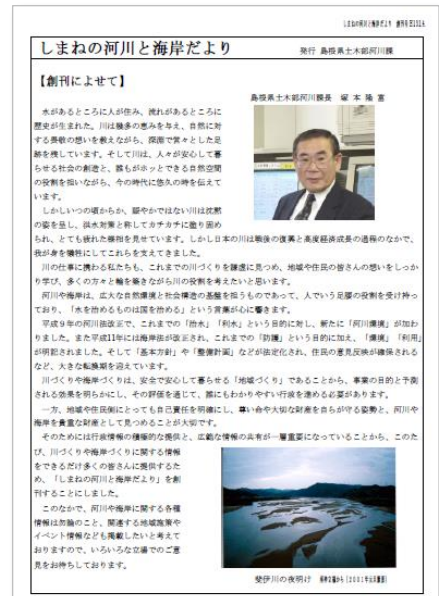 しまねの河川と海岸だより
発行 島根県土木部河川課
【創刊によせて】
島根県土木部河川課長 塚 本 隆 富
水があるところに人が住み、流れがあるところに
歴史が生まれた。川は幾多の恵みを与え、自然に対
する畏敬の想いを教えながら、深淵で営々とした足
跡を残しています。そして川は、人々が安心して暮
らせる社会の創造と、誰もがホッとできる自然空間
の役割を担いながら、今の時代に悠久の時を伝えて
います。
しかしいつの頃からか、賑やかではない川は沈黙
の姿を呈し、洪水対策と称してカチカチに塗り固め
られ、とても疲れた様相を見せています。しかし日本の川は戦後の復興と高度経済成長の過程のなかで、
我が身を犠牲にしてこれらを支えてきました。
川の仕事に携わる私たちも、これまでの川づくりを謙虚に見つめ、地域や住民の皆さんの想いをしっか
り学び、多くの方々と輪を築きながら川の役割を考えたいと思います。
河川や海岸は、広大な自然環境と社会構造の基盤を担うものであって、人でいう足腰の役割を受け持っ
ており、「水を治めるものは国を治める」という言葉が心に響きます。
平成９年の河川法改正で、これまでの「治水」「利水」という目的に対し、新たに「河川環境」が加わ
りました。また平成11年には海岸法が改正され、これまでの「防護」という目的に加え、「環境」「利用」
が明記されました。そして「基本方針」や「整備計画」などが法定化され、住民の意見反映が確保される
など、大きな転換期を迎えています。
川づくりや海岸づくりは、安全で安心して暮らせる「地域づくり」であることから、事業の目的と予測
される効果を明らかにし、その評価を通じて、誰にもわかりやすい行政を進める必要があります。
一方、地域や住民側にとっても自己責任を明確にし、尊い命や大切な財産を自らが守る姿勢と、河川や
海岸を貴重な財産として見つめることが大切です。
そのためには行政情報の積極的な提供と、広範な情報の共有が一層重要になっていることから、このた
び、川づくりや海岸づくりに関する情報
をできるだけ多くの皆さんに提供するた
め、「しまねの河川と海岸だより」を創
刊することにしました。
このなかで、河川や海岸に関する各種
情報は勿論のこと、関連する地域施策や
イベント情報なども掲載したいと考えて
おりますので、いろいろな立場でのご意
見をお待ちしております。
斐伊川の夜明け